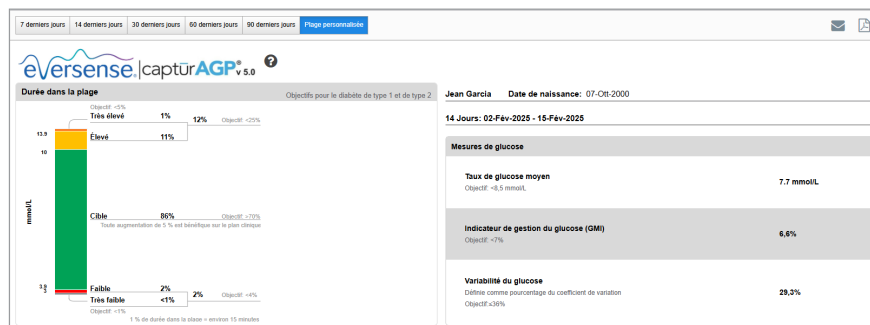 7 derniers jours 14 derniers jours 30 derniers jours 60 derniers jours 90 derniers jours Plage personnalisée
eversense® captūrAGP® v 5.0 ?
Durée dans la plage Objectifs pour le diabète de type 1 et de type 2
Objectif: <5%
Très élevé 1%
12% Objectif: <25%
Élevé 11%
13.9
10
mmol/L
Cible 86% Objectif: >70%
Toute augmentation de 5 % est bénéfique sur le plan clinique
3.9
3
Faible 2%
2% Objectif: <4%
Très faible <1%
Objectif: <1%
1 % de durée dans la plage = environ 15 minutes
Jean Garcia Date de naissance: 07-Ott-2000
14 Jours: 02-Fév-2025 - 15-Fév-2025
Mesures de glucose
Taux de glucose moyen 7.7 mmol/L
Objectif: <8,5 mmol/L
Indicateur de gestion du glucose (GMI) 6,6%
Objectif: <7%
Variabilité du glucose 29,3%
Définie comme pourcentage du coefficient de variation
Objectif:≤36%